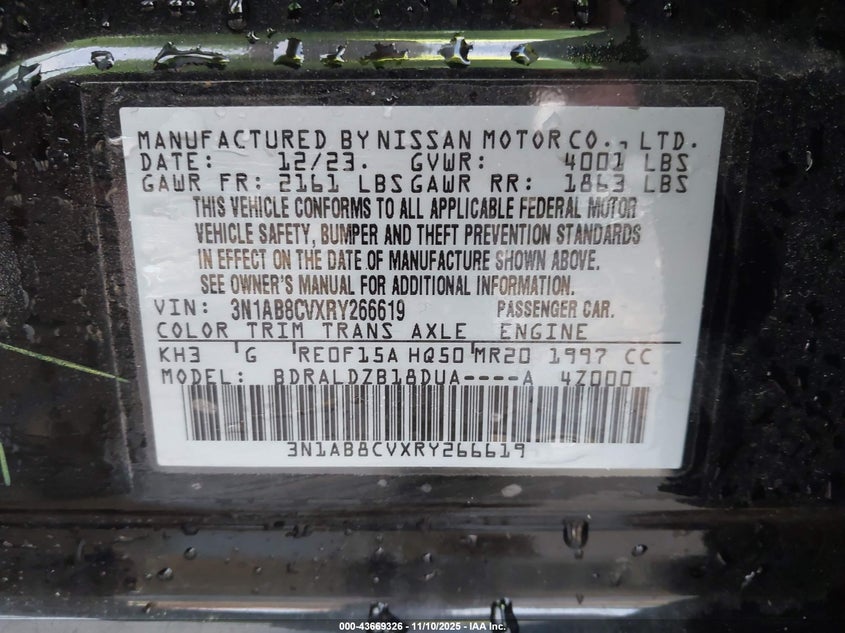 MANUFACTURED BY NISSAN MOTOR CO., LTD.
DATE: 12/23. GVWR: 4001 LBS
GAWR FR: 2161 LBS GAWR RR: 1863 LBS
THIS VEHICLE CONFORMS TO ALL APPLICABLE FEDERAL MOTOR
VEHICLE SAFETY, BUMPER AND THEFT PREVENTION STANDARDS
IN EFFECT ON THE DATE OF MANUFACTURE SHOWN ABOVE.
SEE OWNER'S MANUAL FOR ADDITIONAL INFORMATION.
VIN: 3N1AB8CVXRY266619 PASSENGER CAR.
COLOR TRIM TRANS AXLE ENGINE
KH3 G RE0F15A HQ50 MR20 1997 CC
MODEL: BDRALDZB18DUA----A 4Z000
3N1AB8CVXRY266619
000-43669326 - 11/10/2025 - IAA Inc.